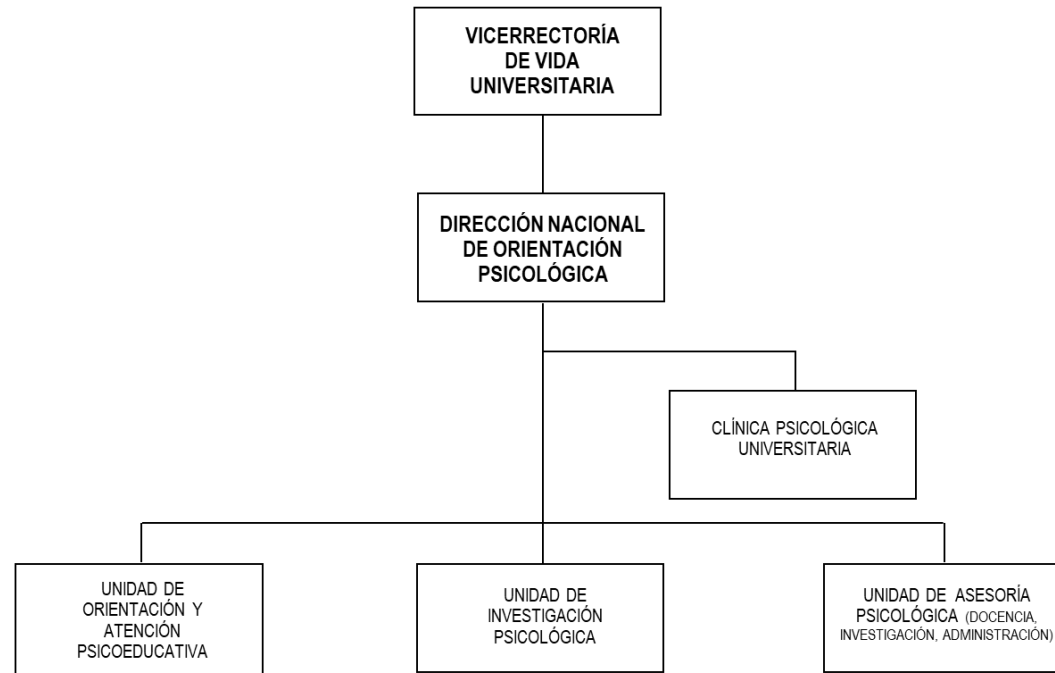 VICERRECTORÍA
DE VIDA
UNIVERSITARIA
DIRECCIÓN NACIONAL
DE ORIENTACIÓN
PSICOLÓGICA
CLÍNICA PSICOLÓGICA
UNIVERSITARIA
UNIDAD DE
ORIENTACIÓN Y
ATENCIÓN
PSICOEDUCATIVA
UNIDAD DE
INVESTIGACIÓN
PSICOLÓGICA
UNIDAD DE ASESORÍA
PSICOLÓGICA (DOCENCIA,
INVESTIGACIÓN, ADMINISTRACIÓN)